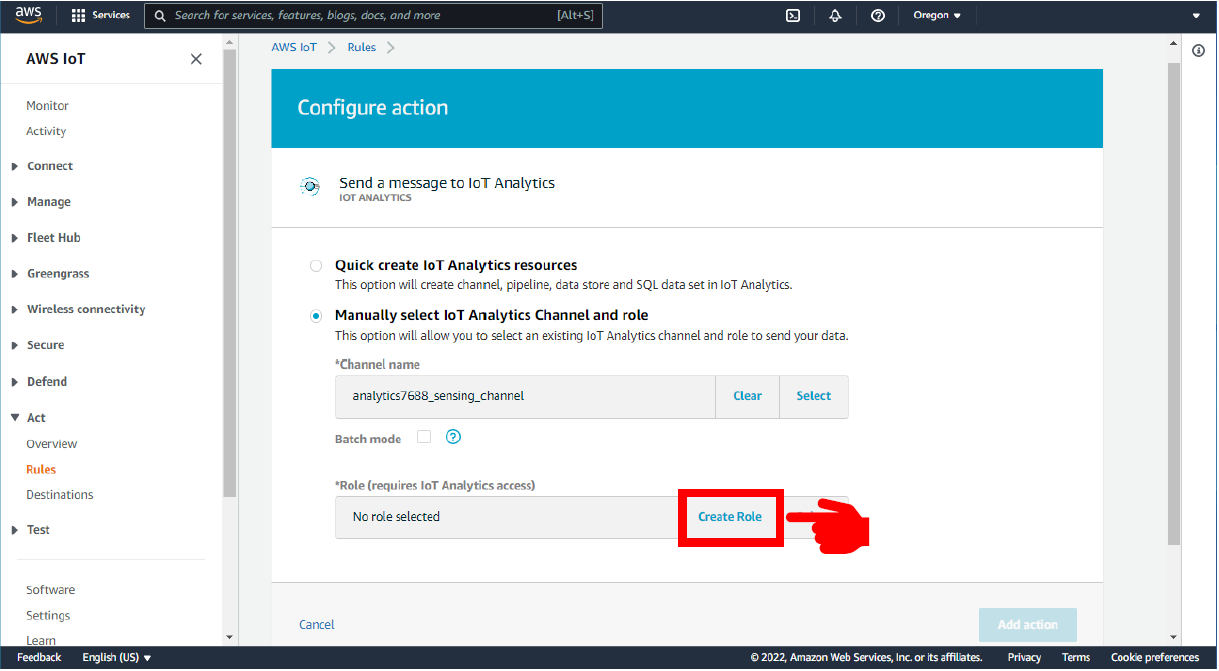 aws
Services
Search for services, features, blogs, docs, and more
[Alt+S]
Oregon
AWS IoT
Monitor
Activity
Connect
Manage
Fleet Hub
Greengrass
Wireless connectivity
Secure
Defend
Act
Overview
Rules
Destinations
Test
Software
Settings
Learn
AWS IoT
Rules
Configure action
Send a message to IoT Analytics
IOT ANALYTICS
Quick create IoT Analytics resources
This option will create channel, pipeline, data store and SQL data set in IoT Analytics.
Manually select IoT Analytics Channel and role
This option will allow you to select an existing IoT Analytics channel and role to send your data.
*Channel name
analytics7688_sensing_channel
Clear
Select
Batch mode
*Role (requires IoT Analytics access)
No role selected
Create Role
Cancel
Add action
Feedback
English (US)
© 2022, Amazon Web Services, Inc. or its affiliates.
Privacy
Terms
Cookie preferences